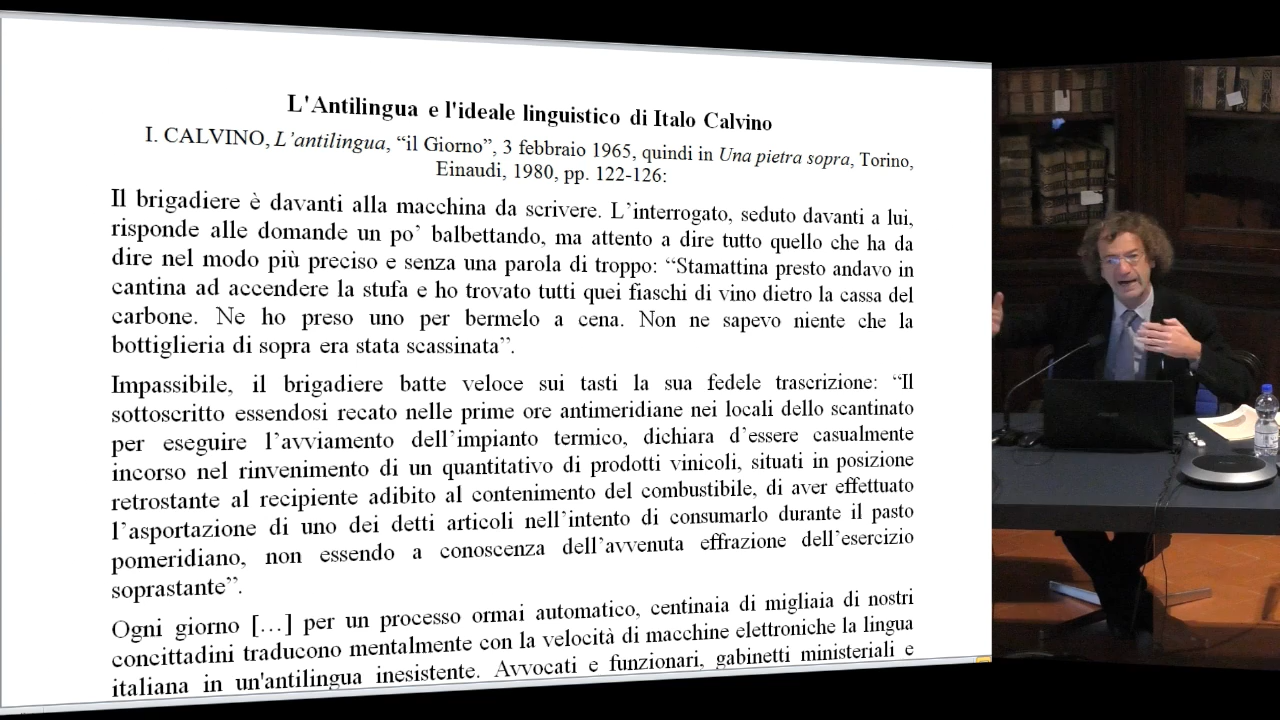 L'Antilingua e l'ideale linguistico di Italo Calvino
I. CALVINO, L’antilingua, “il Giorno”, 3 febbraio 1965, quindi in Una pietra sopra, Torino,
Einaudi, 1980, pp. 122-126:
Il brigadiere è davanti alla macchina da scrivere. L’interrogato, seduto davanti a lui,
risponde alle domande un po’ balbettando, ma attento a dire tutto quello che ha da
dire nel modo più preciso e senza una parola di troppo: “Stamattina presto andavo in
cantina ad accendere la stufa e ho trovato tutti quei fiaschi di vino dietro la cassa del
carbone. Ne ho preso uno per bermelo a cena. Non ne sapevo niente che la
bottiglieria di sopra era stata scassinata”.
Impassibile, il brigadiere batte veloce sui tasti la sua fedele trascrizione: “Il
sottoscritto essendosi recato nelle prime ore antimeridiane nei locali dello scantinato
per eseguire l’avviamento dell’impianto termico, dichiara d’essere casualmente
incorso nel rinvenimento di un quantitativo di prodotti vinicoli, situati in posizione
retrostante al recipiente adibito al contenimento del combustibile, di aver effettuato
l’asportazione di uno dei detti articoli nell’intento di consumarlo durante il pasto
pomeridiano, non essendo a conoscenza dell’avvenuta effrazione dell’esercizio
soprastante”.
Ogni giorno […] per un processo ormai automatico, centinaia di migliaia di nostri
concittadini traducono mentalmente con la velocità di macchine elettroniche la lingua
italiana in un'antilingua inesistente. Avvocati e funzionari, gabinetti ministeriali e